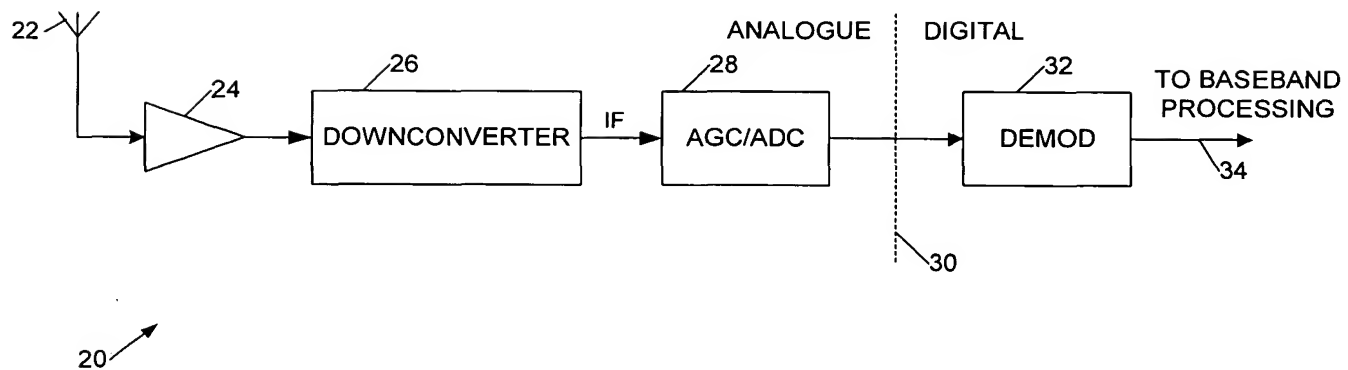 22
24
26
28
ANALOGUE
DIGITAL
32
TO BASEBAND
PROCESSING
DOWNCONVERTER
IF
AGC/ADC
DEMOD
34
30
20